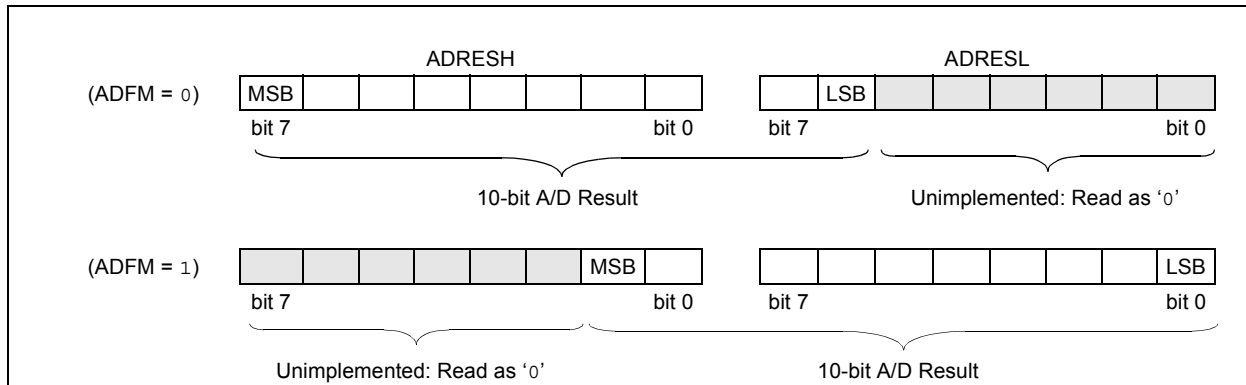 ADRESH ADRESL
(ADFM = 0) MSB LSB
bit 7 bit 0 bit 7 bit 0
10-bit A/D Result Unimplemented: Read as ‘0’
(ADFM = 1) MSB LSB
bit 7 bit 0 bit 7 bit 0
Unimplemented: Read as ‘0’ 10-bit A/D Result